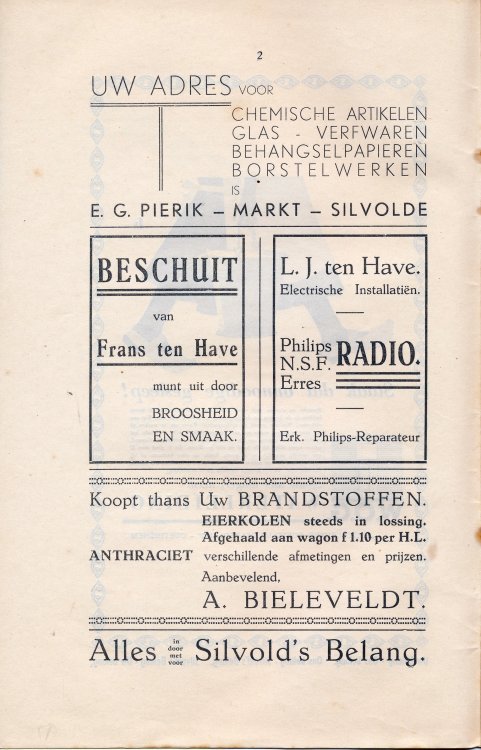 2
UW ADRES VOOR
CHEMISCHE ARTIKELEN
GLAS - VERFWAREN
BEHANGSELPAPIEREN
BORSTELWERKEN
IS
E. G. PIERIK – MARKT – SILVOLDE
BESCHUIT
van
Frans ten Have
munt uit door
BROOSHEID
EN SMAAK.
L. J. ten Have.
Electrische Installatiën.
Philips
N.S.F.
Erres
RADIO.
Erk. Philips-Reparateur
Koopt thans Uw BRANDSTOFFEN.
EIERKOLEN steeds in lossing.
Afgehaald aan wagon f 1.10 per H.L.
ANTHRACIET verschillende afmetingen en prijzen.
Aanbevelend,
A. BIELEVELDT.
Alles in door met voor Silvold's Belang.